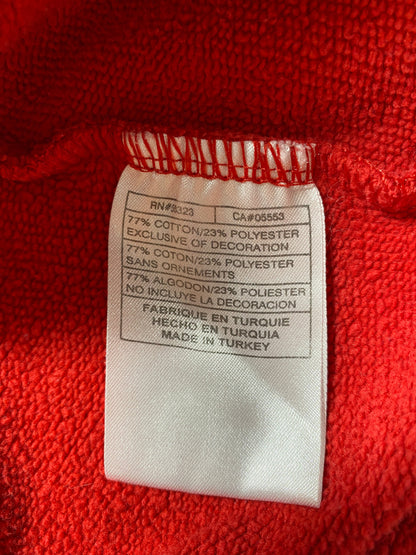 RN#9323 CA#05553
77% COTTON/23% POLYESTER
EXCLUSIVE OF DECORATION
77% COTON/23% POLYESTER
SANS ORNEMENTS
77% ALGODON/23% POLIESTER
NO INCLUYE LA DECORACION
FABRIQUE EN TURQUIE
HECHO EN TURQUIA
MADE IN TURKEY